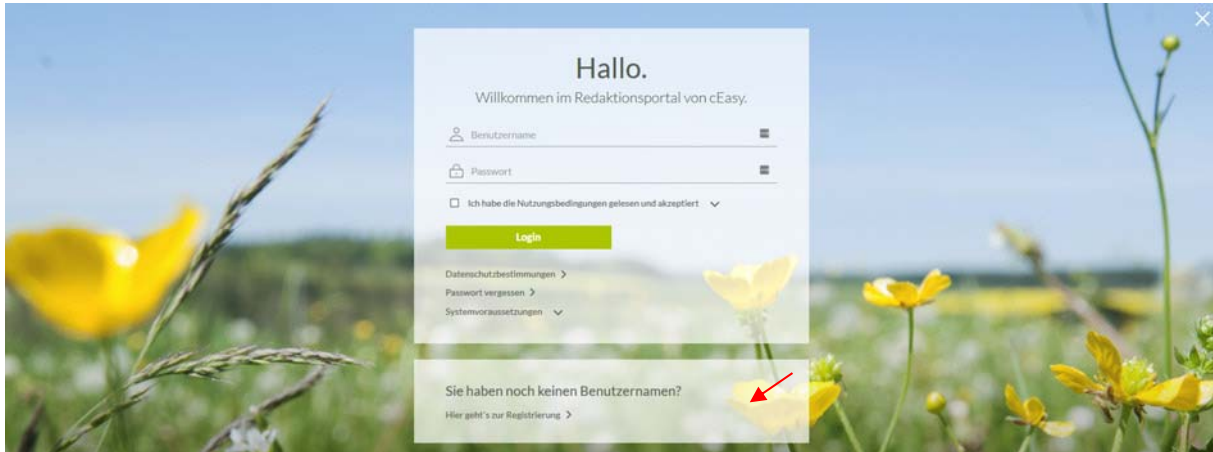 Hallo.
Willkommen im Redaktionsportal von cEasy.
Benutzername
Passwort
Ich habe die Nutzungsbedingungen gelesen und akzeptiert
Login
Datenschutzbestimmungen
Passwort vergessen
Systemvoraussetzungen
Sie haben noch keinen Benutzernamen?
Hier geht's zur Registrierung